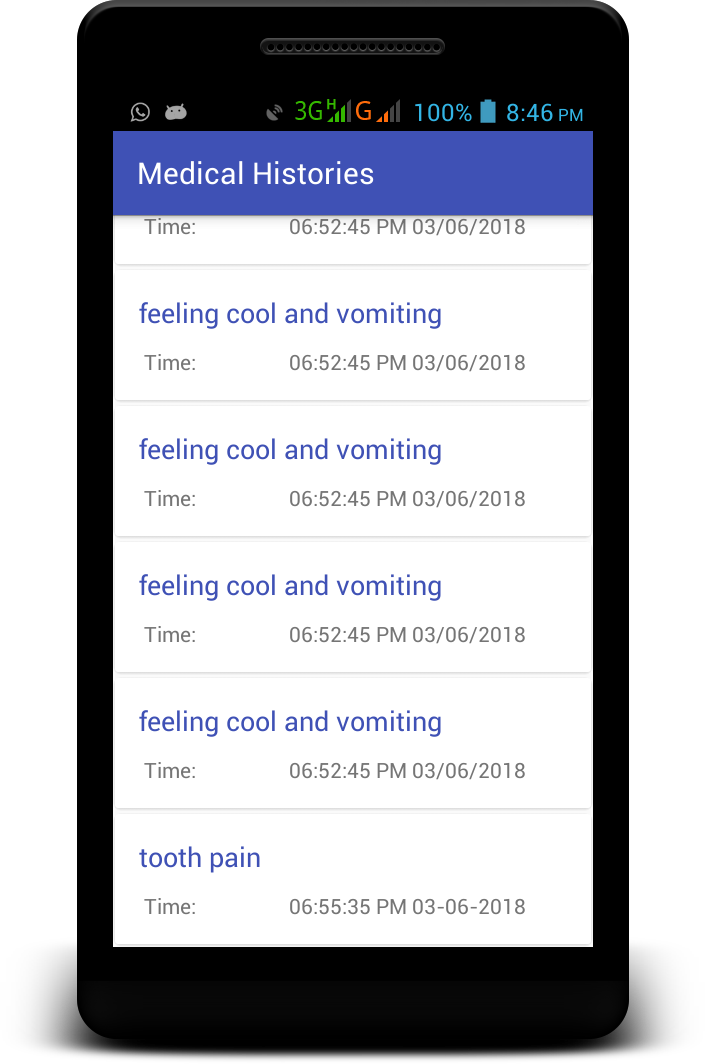 3G H G 100% 8:46 PM
Medical Histories
Time: 06:52:45 PM 03/06/2018
feeling cool and vomiting
Time: 06:52:45 PM 03/06/2018
feeling cool and vomiting
Time: 06:52:45 PM 03/06/2018
feeling cool and vomiting
Time: 06:52:45 PM 03/06/2018
feeling cool and vomiting
Time: 06:52:45 PM 03/06/2018
tooth pain
Time: 06:55:35 PM 03-06-2018